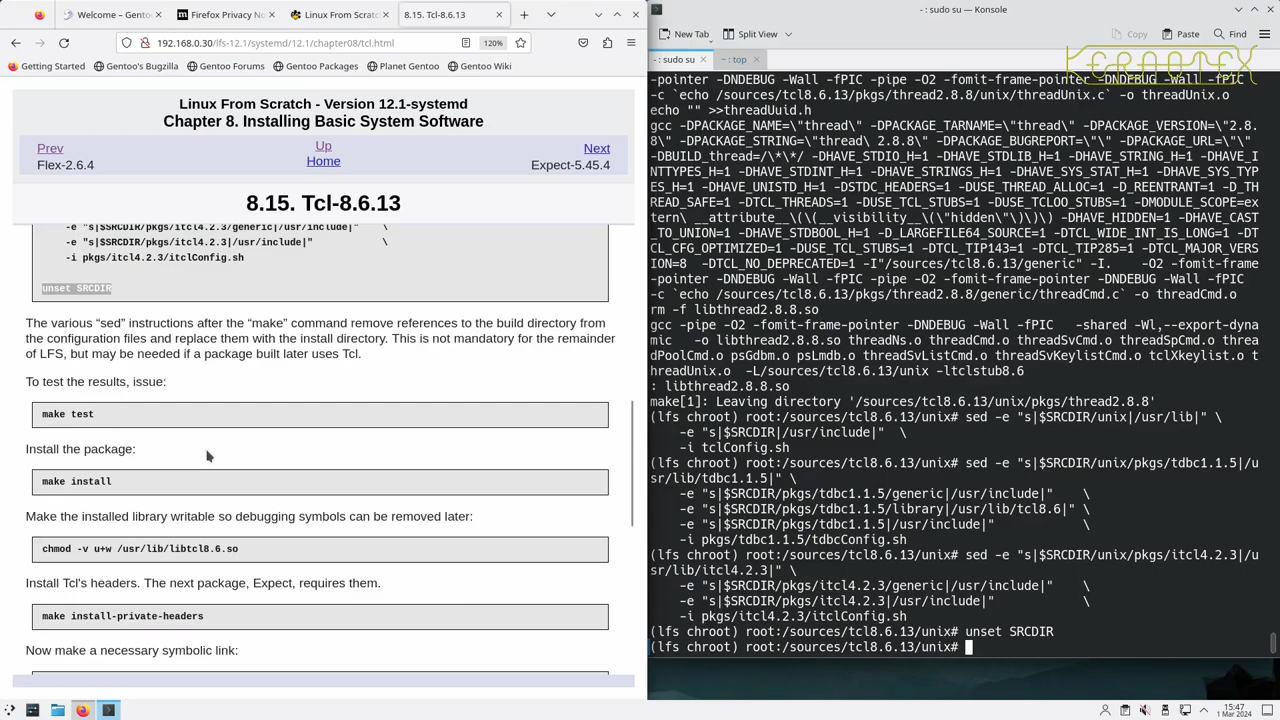 Welcome – Gentoo
Firefox Privacy No
Linux From Scratch
8.15. Tcl-8.6.13
192.168.0.30/lfs-12.1/systemd/12.1/chapter08/tcl.html
120%
Getting Started
Gentoo's Bugzilla
Gentoo Forums
Gentoo Packages
Planet Gentoo
Gentoo Wiki
Linux From Scratch - Version 12.1-systemd
Chapter 8. Installing Basic System Software
Prev
Up
Next
Flex-2.6.4
Home
Expect-5.45.4
8.15. Tcl-8.6.13
-e "s|$SRCDIR/pkgs/itcl4.2.3/generic|/usr/include|" \
-e "s|$SRCDIR/pkgs/itcl4.2.3|/usr/include|" \
-i pkgs/itcl4.2.3/itclConfig.sh
unset SRCDIR
The various “sed” instructions after the “make” command remove references to the build directory from
the configuration files and replace them with the install directory. This is not mandatory for the remainder
of LFS, but may be needed if a package built later uses Tcl.
To test the results, issue:
make test
Install the package:
make install
Make the installed library writable so debugging symbols can be removed later:
chmod -v u+w /usr/lib/libtcl8.6.so
Install Tcl's headers. The next package, Expect, requires them.
make install-private-headers
Now make a necessary symbolic link:
- : sudo su — Konsole
New Tab
Split View
Copy
Paste
Find
- : sudo su
~ : top
KERNOTEX
-pointer -DNDEBUG -Wall -fPIC -pipe -O2 -fomit-frame-pointer -DNDEBUG -Wall -fPIC
-c `echo /sources/tcl8.6.13/pkgs/thread2.8.8/unix/threadUnix.c` -o threadUnix.o
echo "" >>threadUuid.h
gcc -DPACKAGE_NAME=\"thread\" -DPACKAGE_TARNAME=\"thread\" -DPACKAGE_VERSION=\"2.8.
8\" -DPACKAGE_STRING=\"thread\ 2.8.8\" -DPACKAGE_BUGREPORT=\"\" -DPACKAGE_URL=\"\"
-DBUILD_thread=/\*\*/ -DHAVE_STDIO_H=1 -DHAVE_STDLIB_H=1 -DHAVE_STRING_H=1 -DHAVE_I
NTTYPES_H=1 -DHAVE_STDINT_H=1 -DHAVE_STRINGS_H=1 -DHAVE_SYS_STAT_H=1 -DHAVE_SYS_TYP
ES_H=1 -DHAVE_UNISTD_H=1 -DSTDC_HEADERS=1 -DUSE_THREAD_ALLOC=1 -D_REENTRANT=1 -D_TH
READ_SAFE=1 -DTCL_THREADS=1 -DUSE_TCL_STUBS=1 -DUSE_TCLOO_STUBS=1 -DMODULE_SCOPE=ex
tern\ __attribute__\(\(__visibility__\(\"hidden\"\)\)\) -DHAVE_HIDDEN=1 -DHAVE_CAST
_TO_UNION=1 -DHAVE_STDBOOL_H=1 -D_LARGEFILE64_SOURCE=1 -DTCL_WIDE_INT_IS_LONG=1 -DT
CL_CFG_OPTIMIZED=1 -DUSE_TCL_STUBS=1 -DTCL_TIP143=1 -DTCL_TIP285=1 -DTCL_MAJOR_VERS
ION=8 -DTCL_NO_DEPRECATED=1 -I"/sources/tcl8.6.13/generic" -I. -O2 -fomit-frame
-pointer -DNDEBUG -Wall -fPIC -pipe -O2 -fomit-frame-pointer -DNDEBUG -Wall -fPIC
-c `echo /sources/tcl8.6.13/pkgs/thread2.8.8/generic/threadCmd.c` -o threadCmd.o
rm -f libthread2.8.8.so
gcc -pipe -O2 -fomit-frame-pointer -DNDEBUG -Wall -fPIC -shared -Wl,--export-dyna
mic -o libthread2.8.8.so threadNs.o threadCmd.o threadSvCmd.o threadSpCmd.o thread
PoolCmd.o psGdbm.o psLmdb.o threadSvListCmd.o threadSvKeylistCmd.o tclXkeylist.o th
readUnix.o -L/sources/tcl8.6.13/unix -ltclstub8.6
: libthread2.8.8.so
make[1]: Leaving directory '/sources/tcl8.6.13/unix/pkgs/thread2.8.8'
(lfs chroot) root:/sources/tcl8.6.13/unix# sed -e "s|$SRCDIR/unix|/usr/lib|" \
-e "s|$SRCDIR|/usr/include|" \
-i tclConfig.sh
(lfs chroot) root:/sources/tcl8.6.13/unix# sed -e "s|$SRCDIR/unix/pkgs/tdbc1.1.5|/u
sr/lib/tdbc1.1.5|" \
-e "s|$SRCDIR/pkgs/tdbc1.1.5/generic|/usr/include|" \
-e "s|$SRCDIR/pkgs/tdbc1.1.5/library|/usr/lib/tcl8.6|" \
-e "s|$SRCDIR/pkgs/tdbc1.1.5|/usr/include|" \
-i pkgs/tdbc1.1.5/tdbcConfig.sh
(lfs chroot) root:/sources/tcl8.6.13/unix# sed -e "s|$SRCDIR/unix/pkgs/itcl4.2.3|/u
sr/lib/itcl4.2.3|" \
-e "s|$SRCDIR/pkgs/itcl4.2.3/generic|/usr/include|" \
-e "s|$SRCDIR/pkgs/itcl4.2.3|/usr/include|" \
-i pkgs/itcl4.2.3/itclConfig.sh
(lfs chroot) root:/sources/tcl8.6.13/unix# unset SRCDIR
(lfs chroot) root:/sources/tcl8.6.13/unix#
15:47
1 Mar 2024